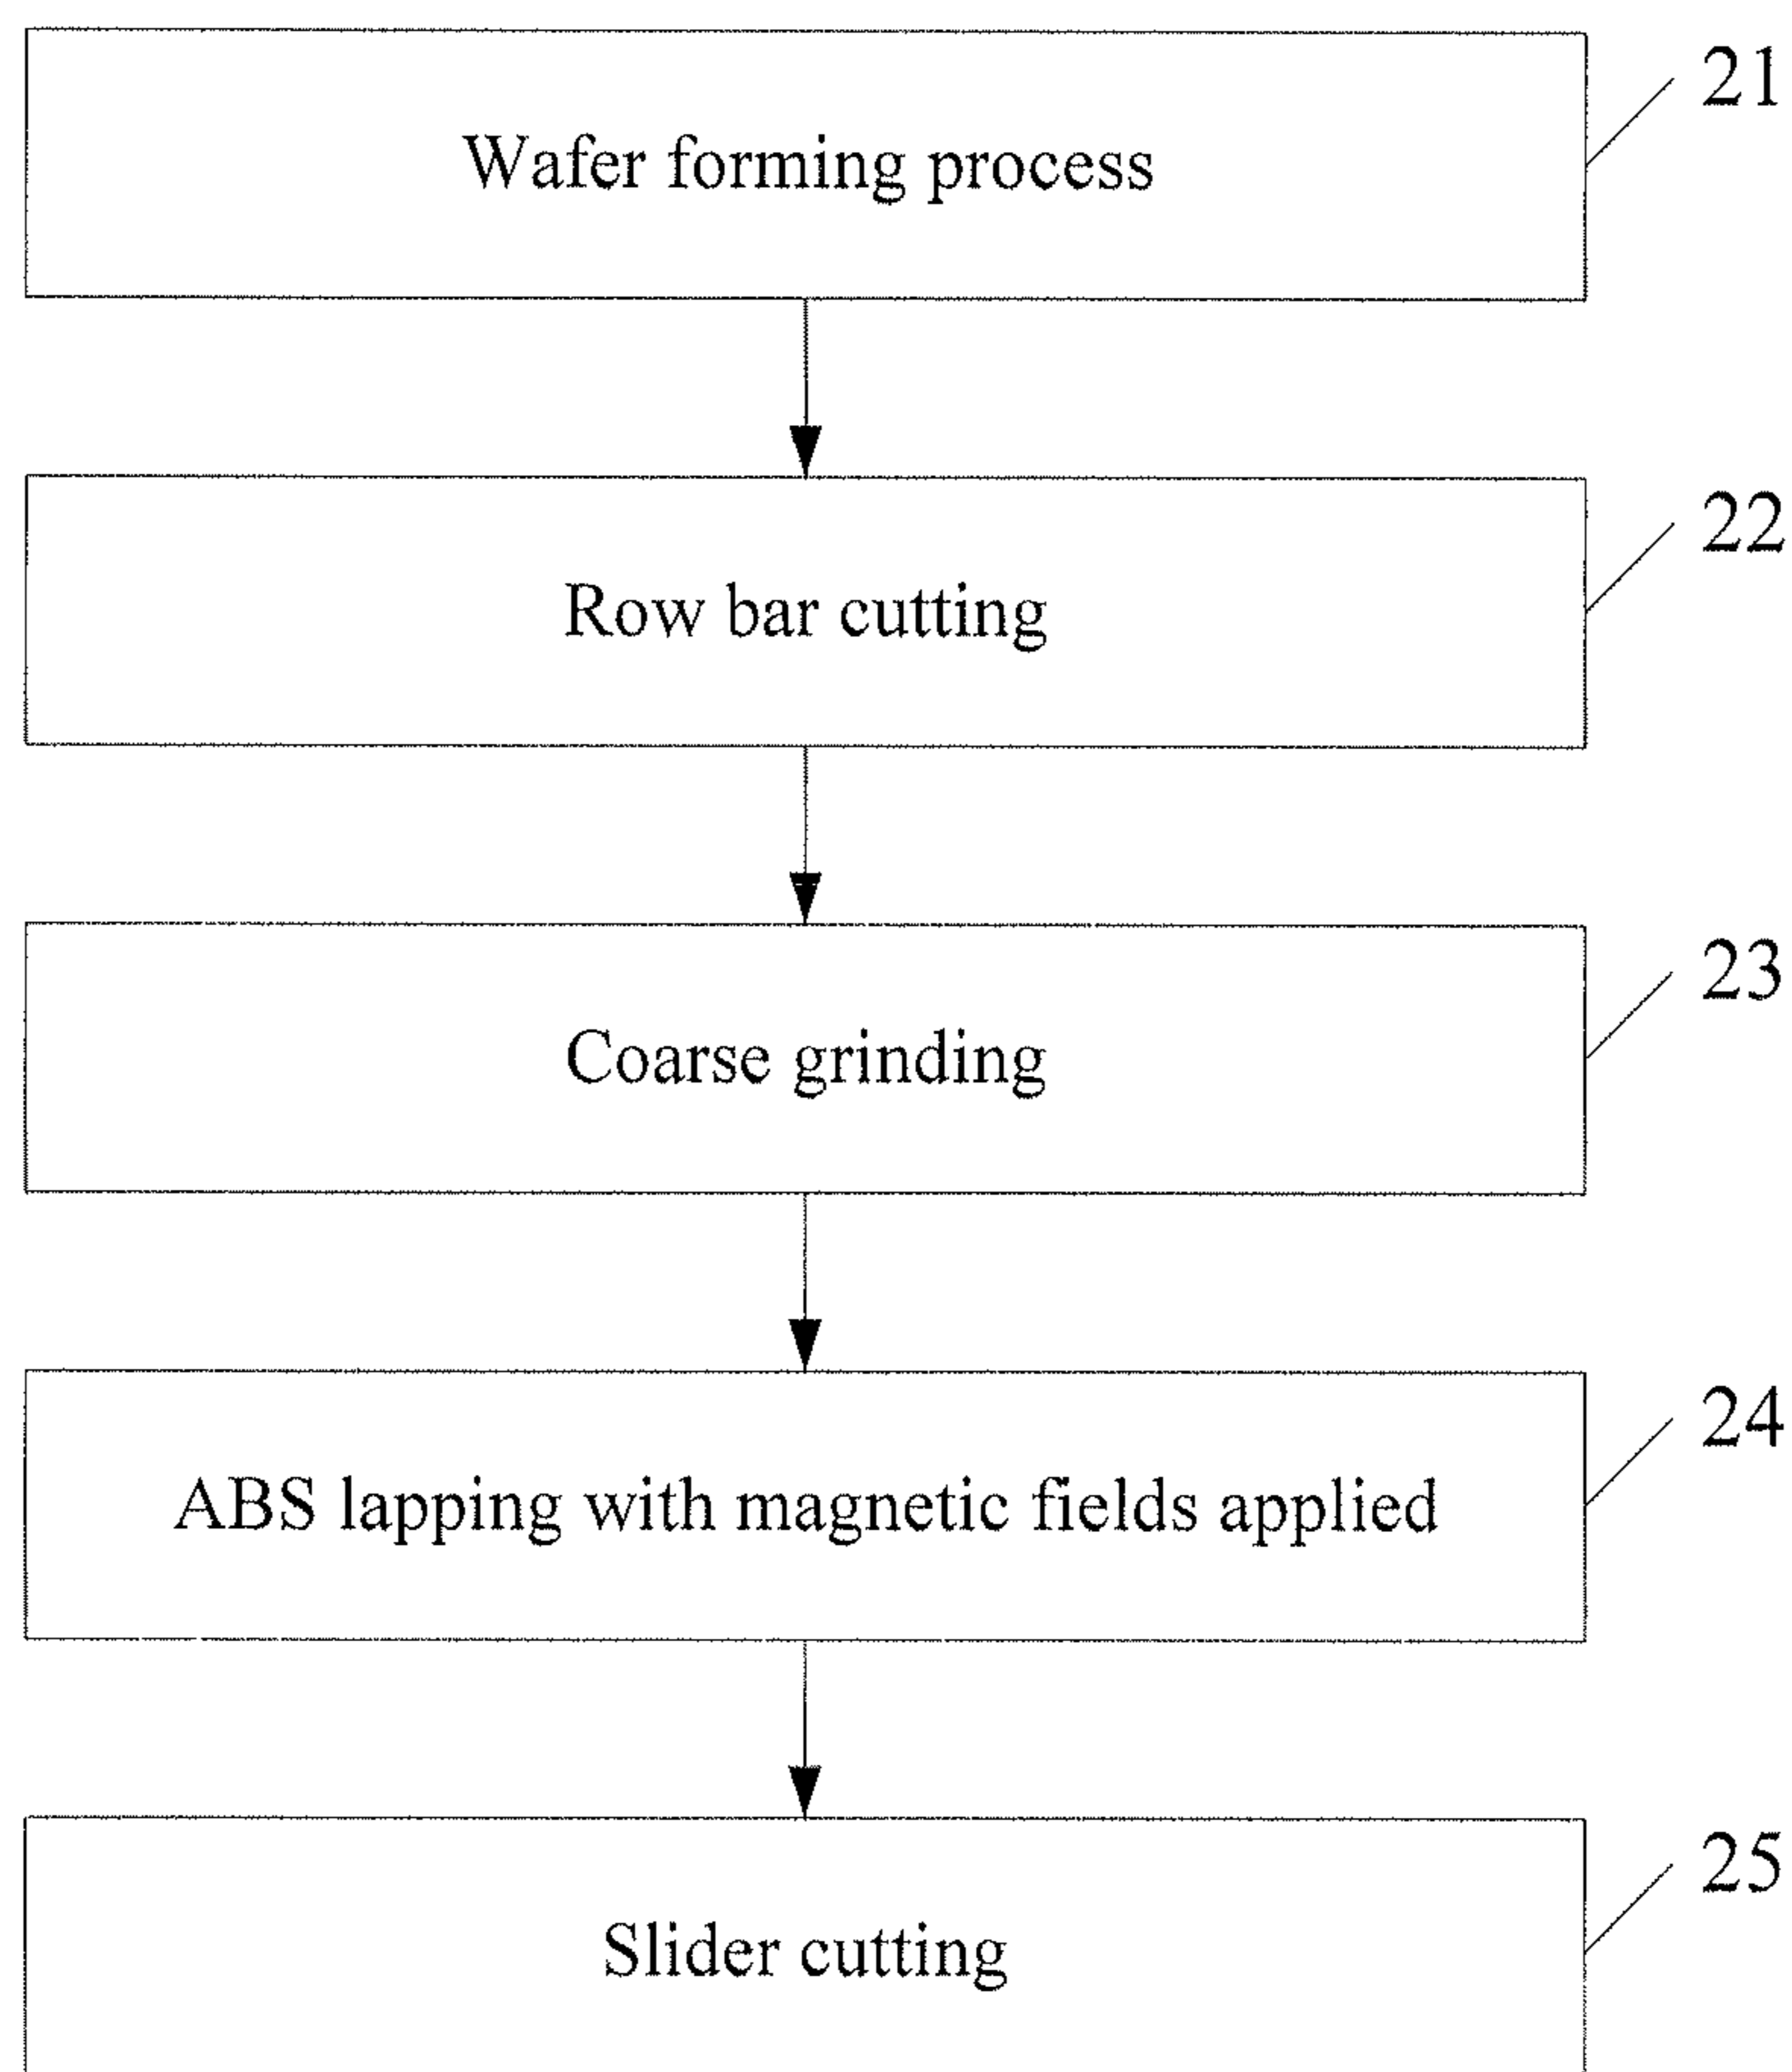 21
Wafer forming process
22
Row bar cutting
23
Coarse grinding
24
ABS lapping with magnetic fields applied
25
Slider cutting